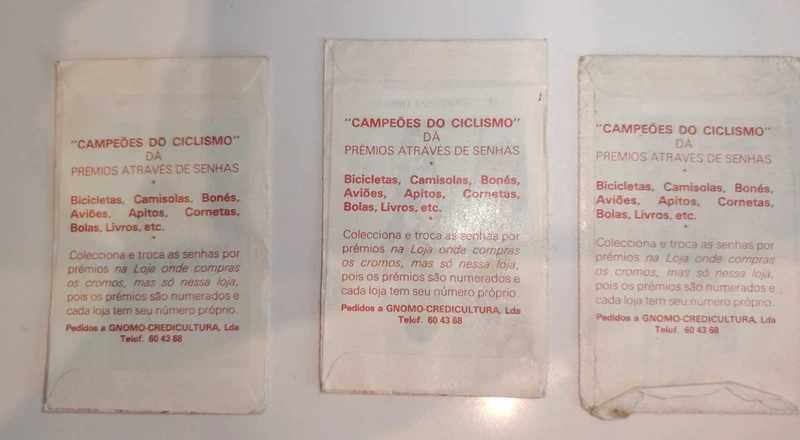 "CAMPEÕES DO CICLISMO"
DÁ
PRÉMIOS ATRAVÉS DE SENHAS
Bicicletas, Camisolas, Bonés,
Aviões, Apitos, Cornetas,
Bolas, Livros, etc.
Colecciona e troca as senhas por
prémios na Loja onde compras
os cromos, mas só nessa loja,
pois os prémios são numerados e
cada loja tem seu número próprio.
Pedidos a GNOMO-CREDICULTURA, Lda
Telef. 60 43 68
"CAMPEÕES DO CICLISMO"
DÁ
PRÉMIOS ATRAVÉS DE SENHAS
Bicicletas, Camisolas, Bonés,
Aviões, Apitos, Cornetas,
Bolas, Livros, etc.
Colecciona e troca as senhas por
prémios na Loja onde compras
os cromos, mas só nessa loja,
pois os prémios são numerados e
cada loja tem seu número próprio.
Pedidos a GNOMO-CREDICULTURA, Lda
Telef. 60 43 68
"CAMPEÕES DO CICLISMO"
DÁ
PRÉMIOS ATRAVÉS DE SENHAS
Bicicletas, Camisolas, Bonés,
Aviões, Apitos, Cornetas,
Bolas, Livros, etc.
Colecciona e troca as senhas por
prémios na Loja onde compras
os cromos, mas só nessa loja,
pois os prémios são numerados e
cada loja tem seu número próprio.
Pedidos a GNOMO-CREDICULTURA, Lda
Telef. 60 43 68